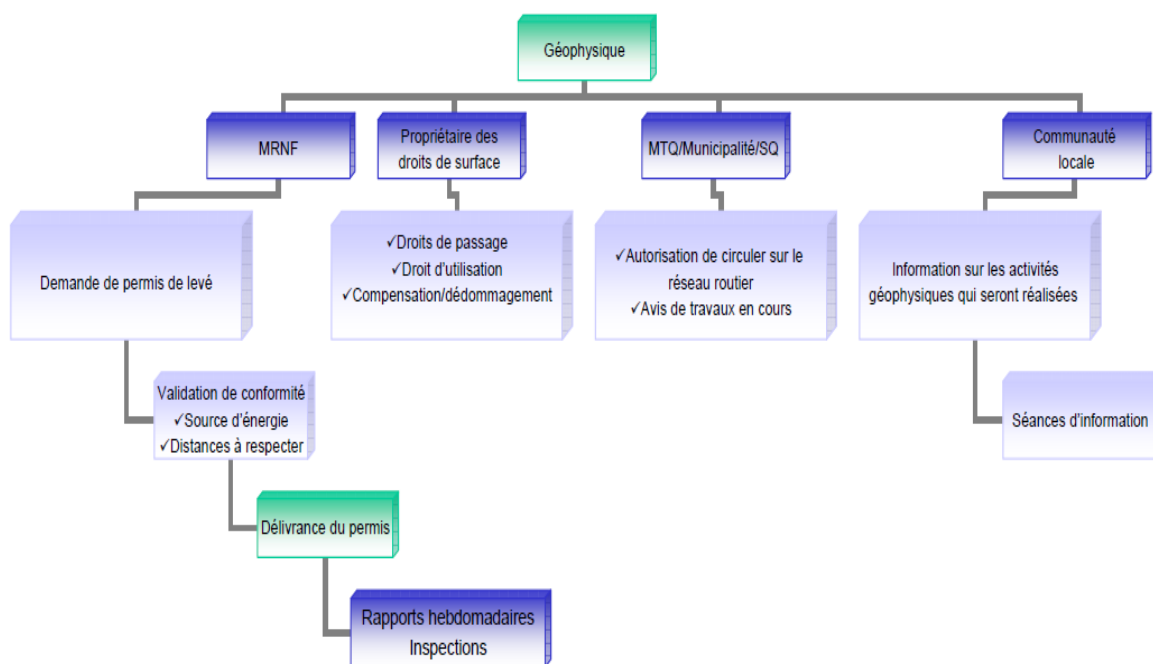 Géophysique
MRNF
Propriétaire des
droits de surface
MTQ/Municipalité/SQ
Communauté
locale
Demande de permis de levé
✓Droits de passage
✓Droit d'utilisation
✓Compensation/dédommagement
✓Autorisation de circuler sur le
réseau routier
✓Avis de travaux en cours
Information sur les activités
géophysiques qui seront réalisées
Validation de conformité
✓Source d'énergie
✓Distances à respecter
Séances d'information
Délivrance du permis
Rapports hebdomadaires
Inspections